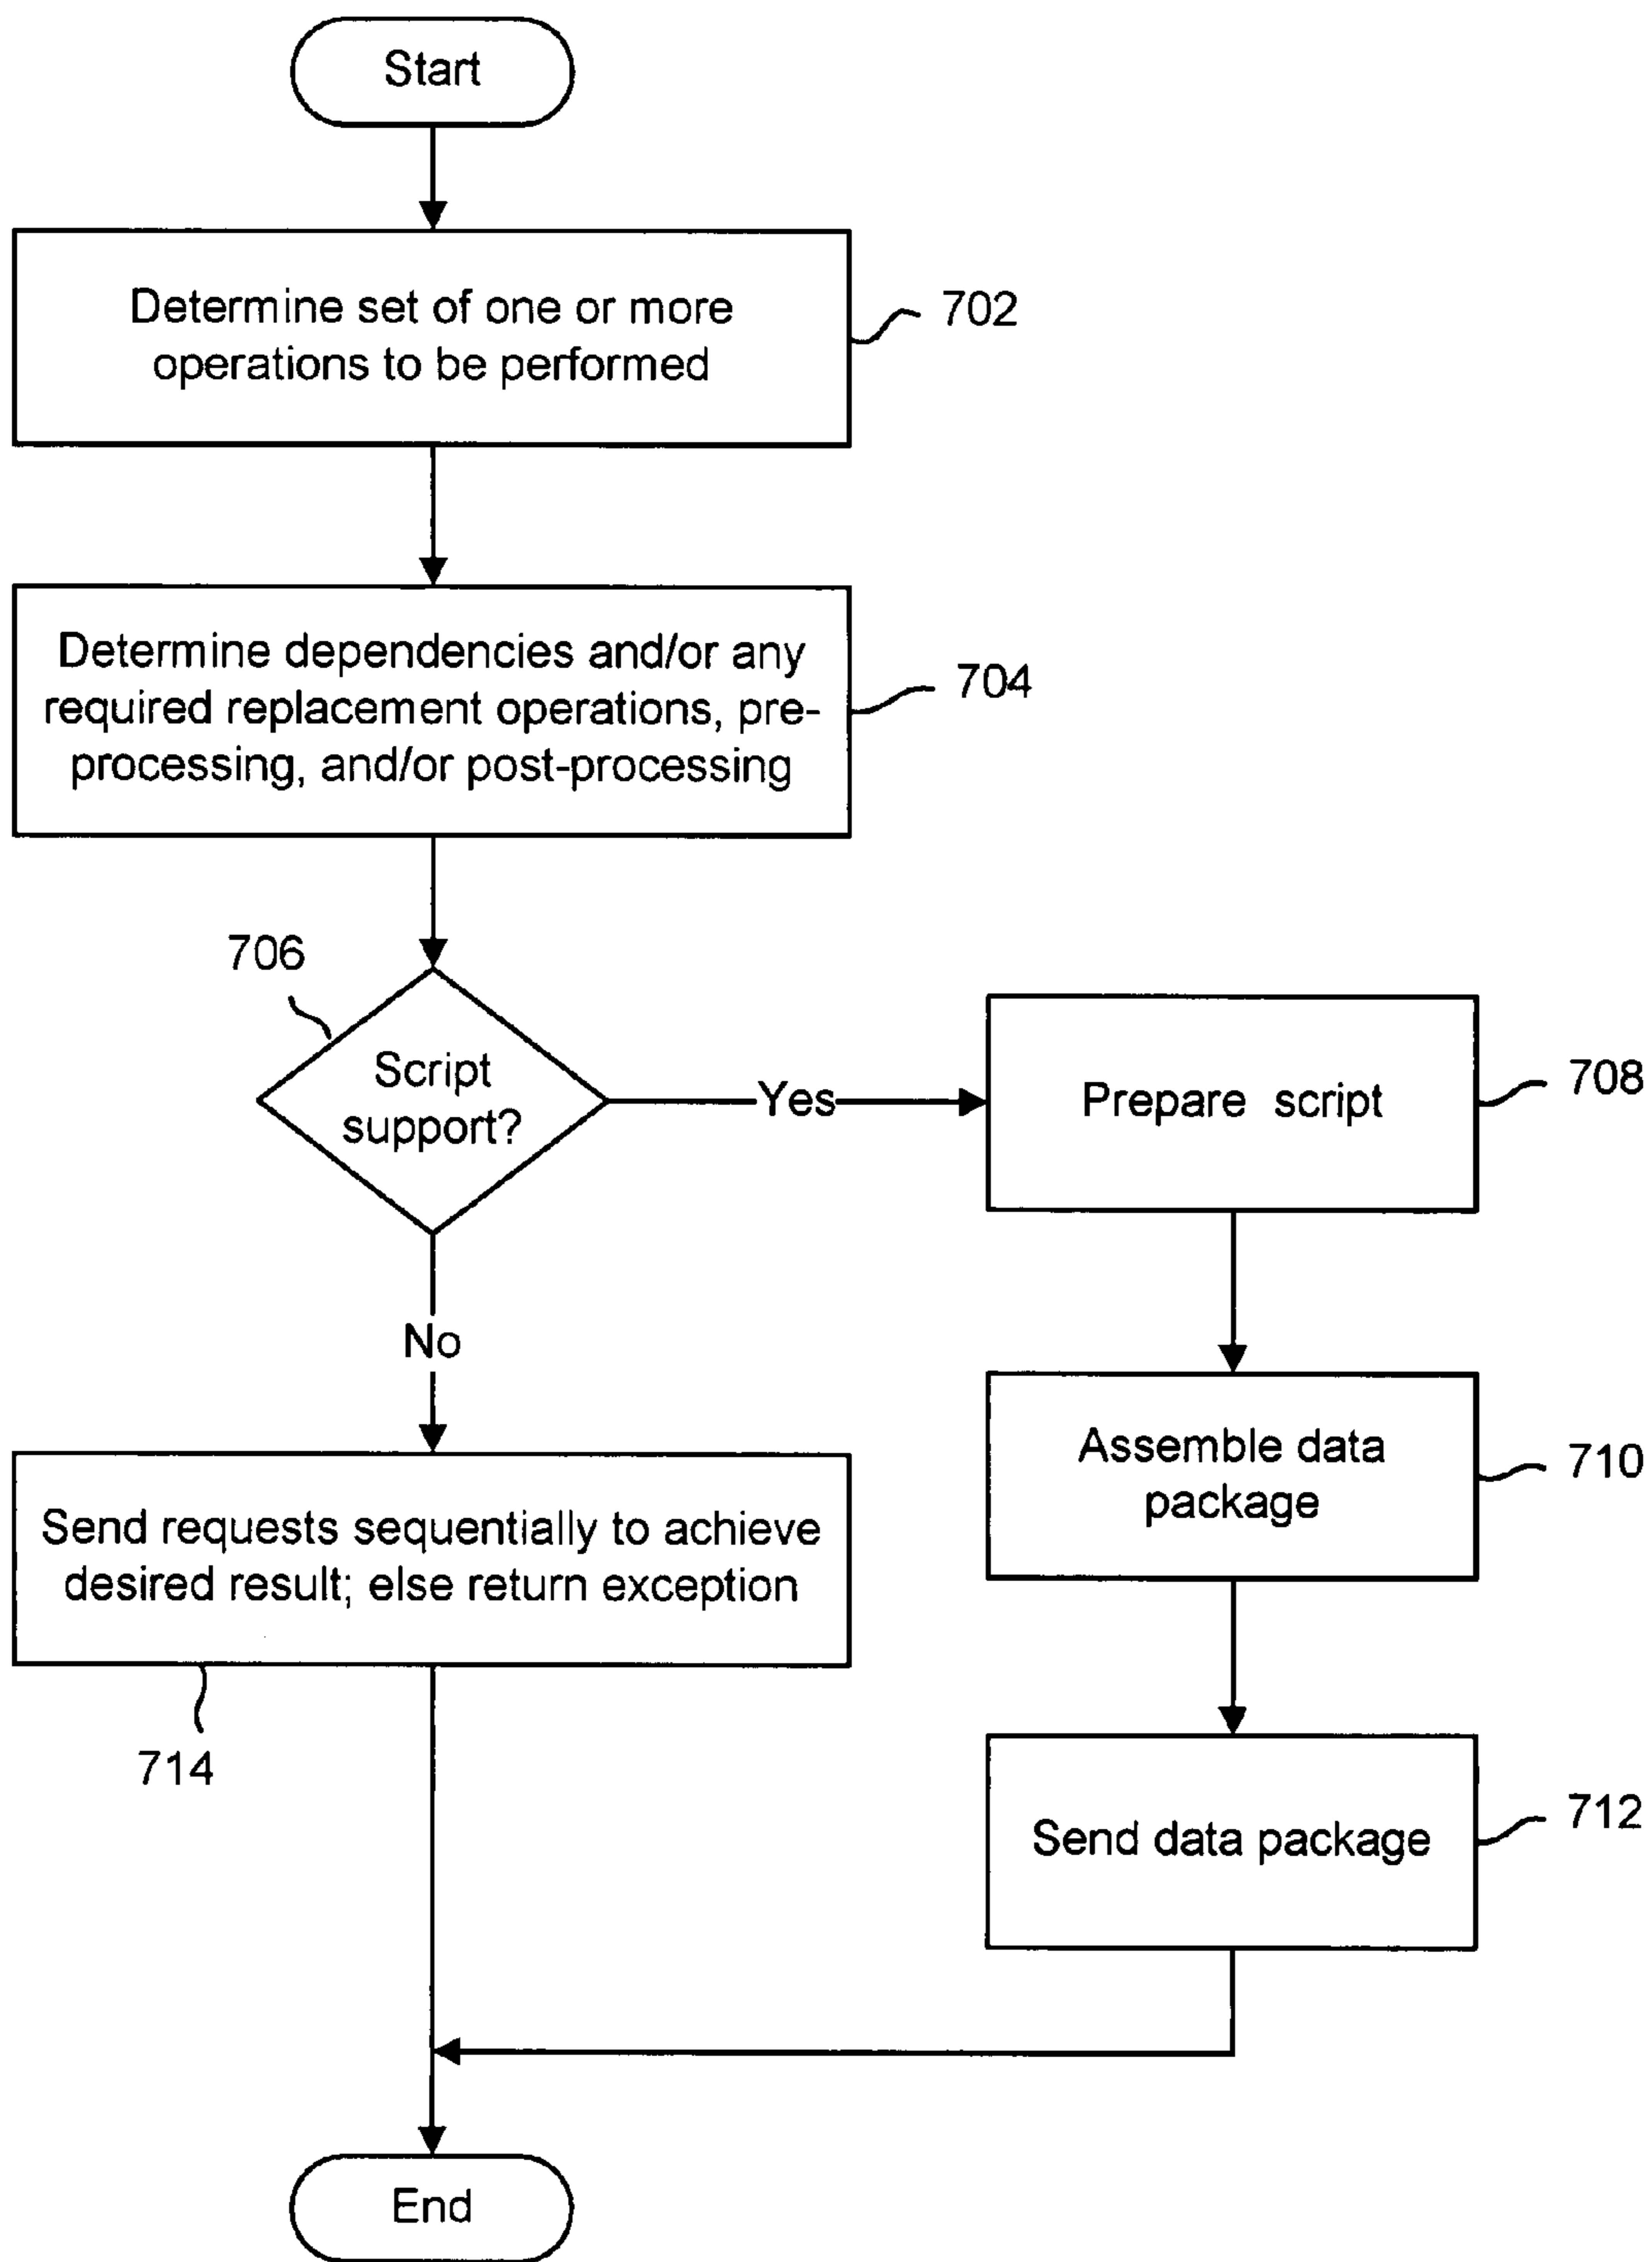 Start
Determine set of one or more
operations to be performed
702
Determine dependencies and/or any
required replacement operations, pre-
processing, and/or post-processing
704
706
Script
support?
Yes
Prepare script
708
No
Assemble data
package
710
Send requests sequentially to achieve
desired result; else return exception
714
Send data package
712
End